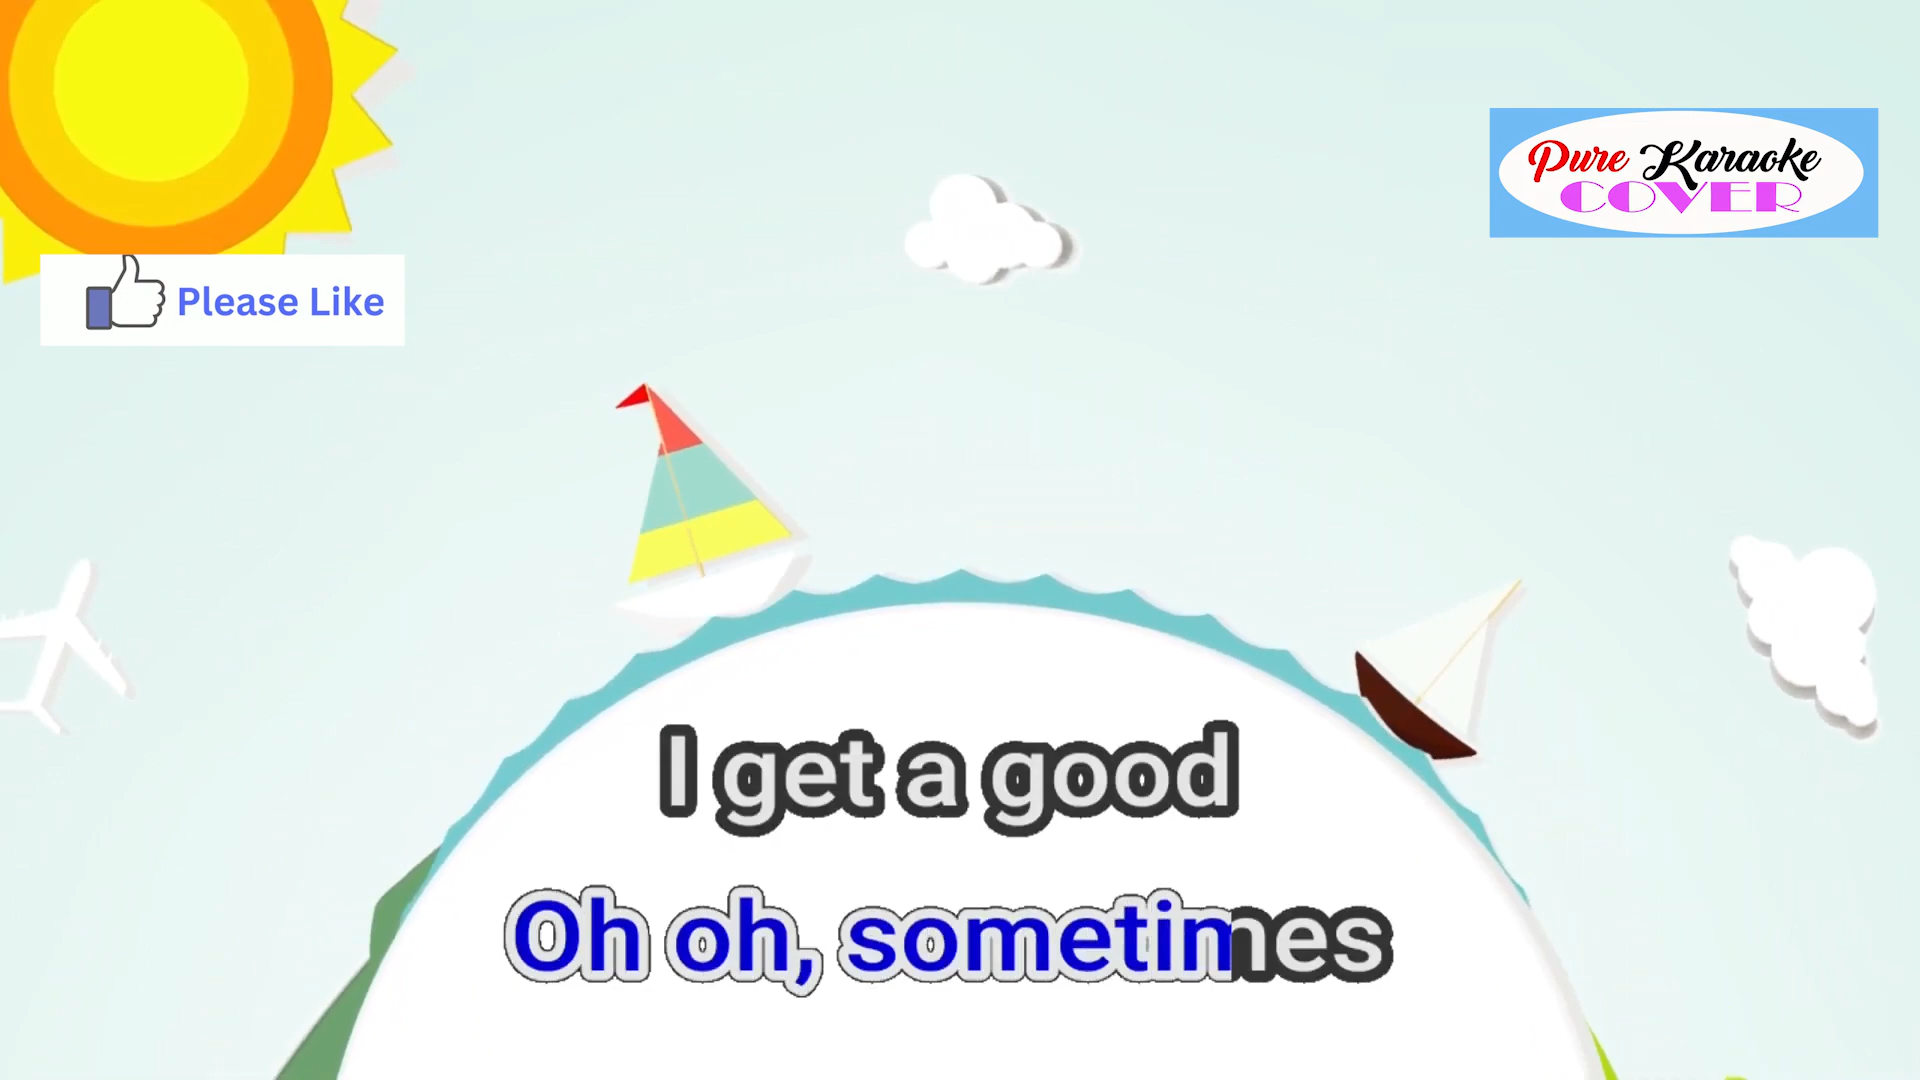 Pure Karaoke
COVER
Please Like
I get a good
Oh oh, sometimes